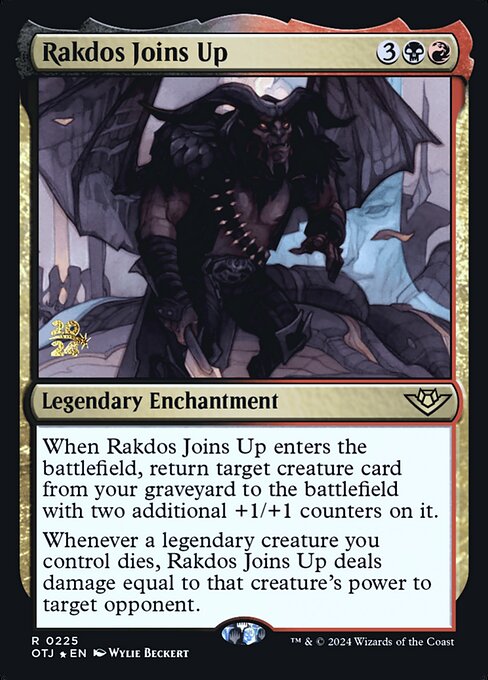 Rakdos Joins Up 3
2024
Legendary Enchantment
When Rakdos Joins Up enters the
battlefield, return target creature card
from your graveyard to the battlefield
with two additional +1/+1 counters on it.
Whenever a legendary creature you
control dies, Rakdos Joins Up deals
damage equal to that creature's power to
target opponent.
R 0225 ™ & © 2024 Wizards of the Coast
OTJ ★ EN Wylie Beckert